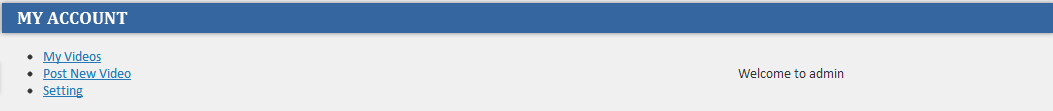 MY ACCOUNT
My Videos
Post New Video
Welcome to admin
Setting